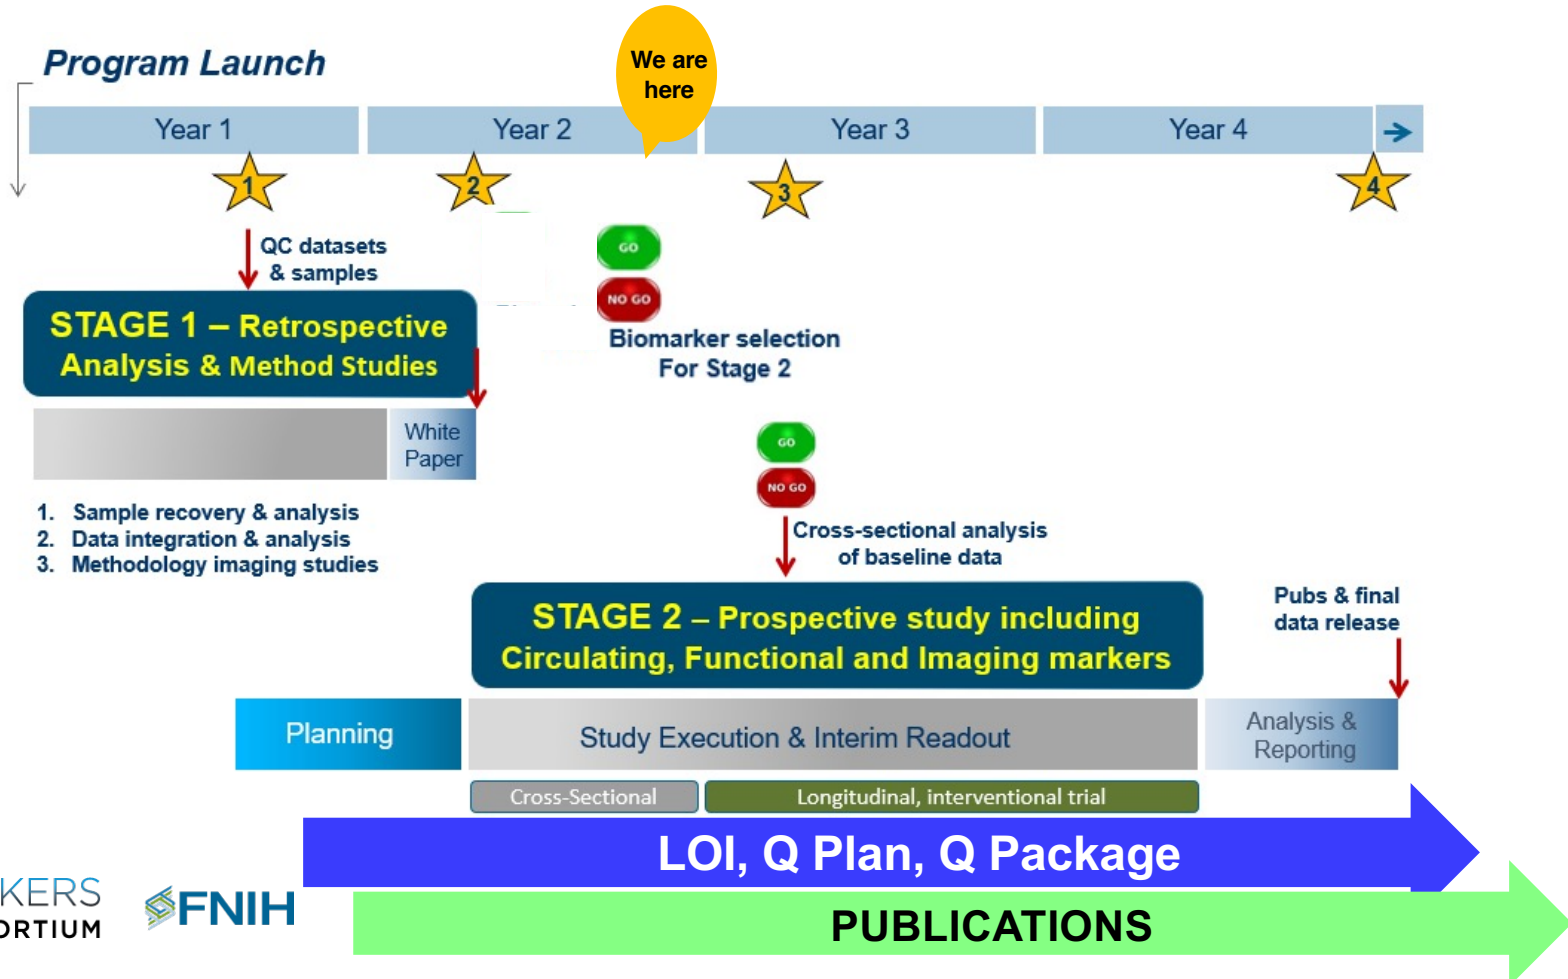 Program Launch
We are
here
Year 1
Year 2
Year 3
Year 4
1
2
3
4
QC datasets
& samples
GO
NO GO
Biomarker selection
For Stage 2
STAGE 1 – Retrospective
Analysis & Method Studies
White
Paper
1. Sample recovery & analysis
2. Data integration & analysis
3. Methodology imaging studies
GO
NO GO
Cross-sectional analysis
of baseline data
STAGE 2 – Prospective study including
Circulating, Functional and Imaging markers
Pubs & final
data release
Planning
Study Execution & Interim Readout
Analysis &
Reporting
Cross-Sectional
Longitudinal, interventional trial
LOI, Q Plan, Q Package
KERS
ORTIUM
FNIH
PUBLICATIONS